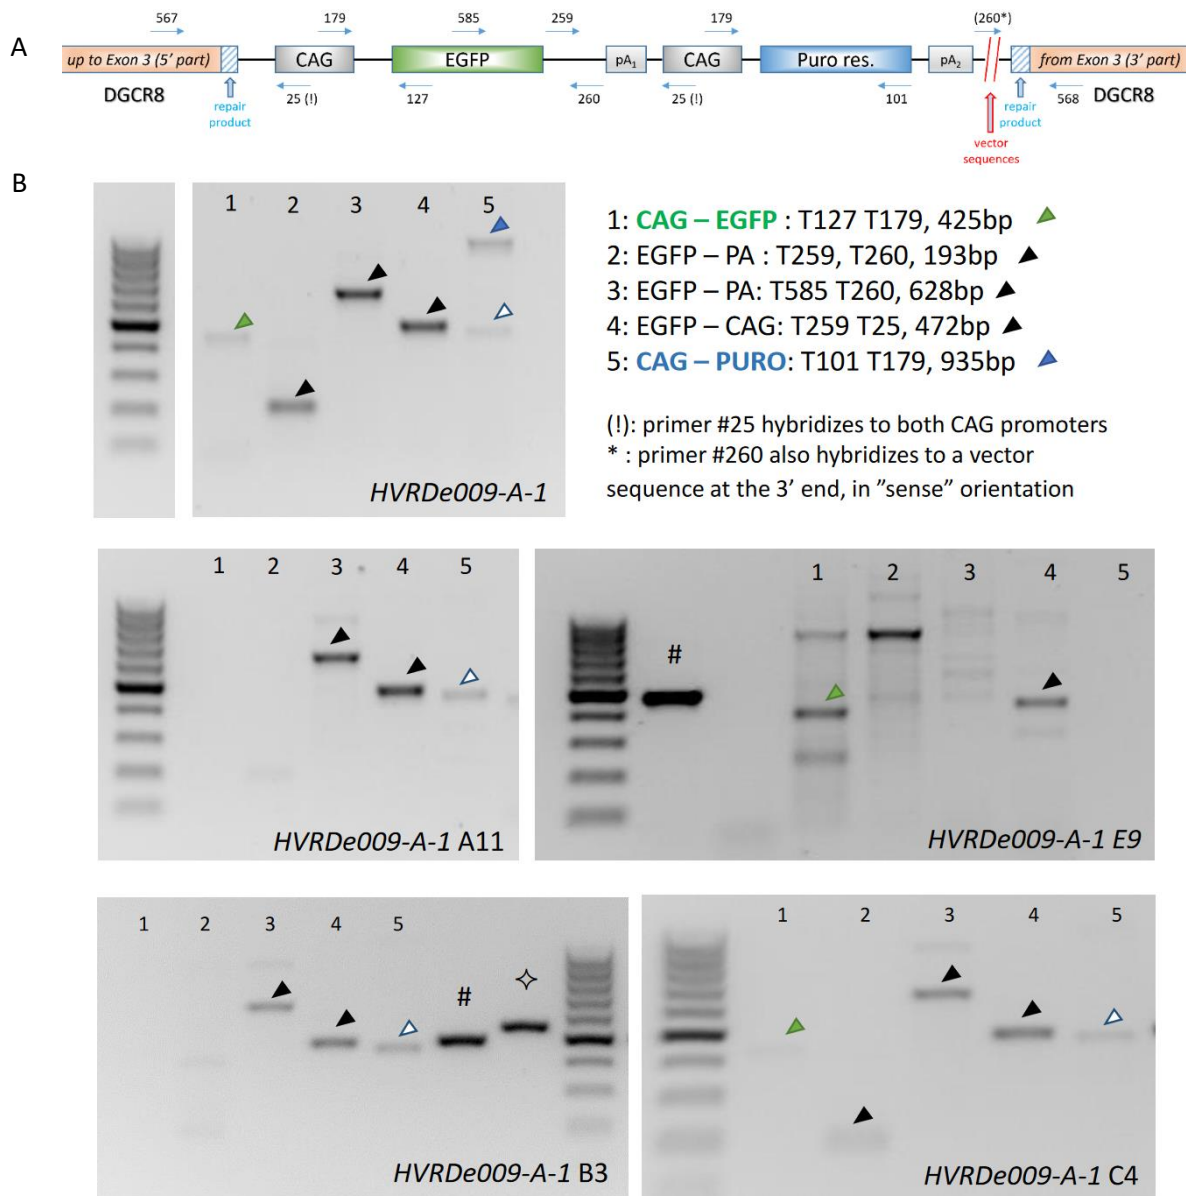 A
567 179 585 259 179 (260*)
up to Exon 3 (5' part) CAG EGFP pA1 CAG Puro res. pA2 from Exon 3 (3' part)
DGCR8 25 (!) 127 260 25 (!) 101 568 DGCR8
repair
product
repair
product
vector
sequences
B
1 2 3 4 5
HVRDe009-A-1
1: CAG – EGFP : T127 T179, 425bp
2: EGFP – PA : T259, T260, 193bp
3: EGFP – PA: T585 T260, 628bp
4: EGFP – CAG: T259 T25, 472bp
5: CAG – PURO: T101 T179, 935bp
(!): primer #25 hybridizes to both CAG promoters
* : primer #260 also hybridizes to a vector
sequence at the 3' end, in ”sense” orientation
1 2 3 4 5
HVRDe009-A-1 A11
# 1 2 3 4 5
HVRDe009-A-1 E9
1 2 3 4 5 #
HVRDe009-A-1 B3
1 2 3 4 5
HVRDe009-A-1 C4